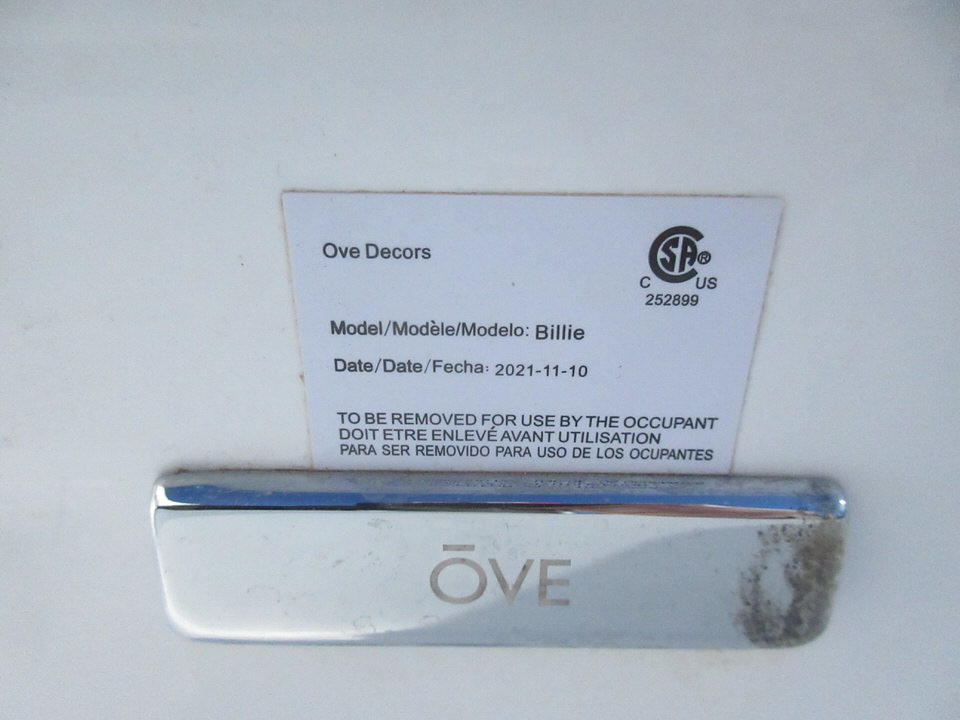 Ove Decors
CSA®
C US
252899
Model/Modèle/Modelo: Billie
Date/Date/Fecha: 2021-11-10
TO BE REMOVED FOR USE BY THE OCCUPANT
DOIT ETRE ENLEVÉ AVANT UTILISATION
PARA SER REMOVIDO PARA USO DE LOS OCUPANTES
ŌVE